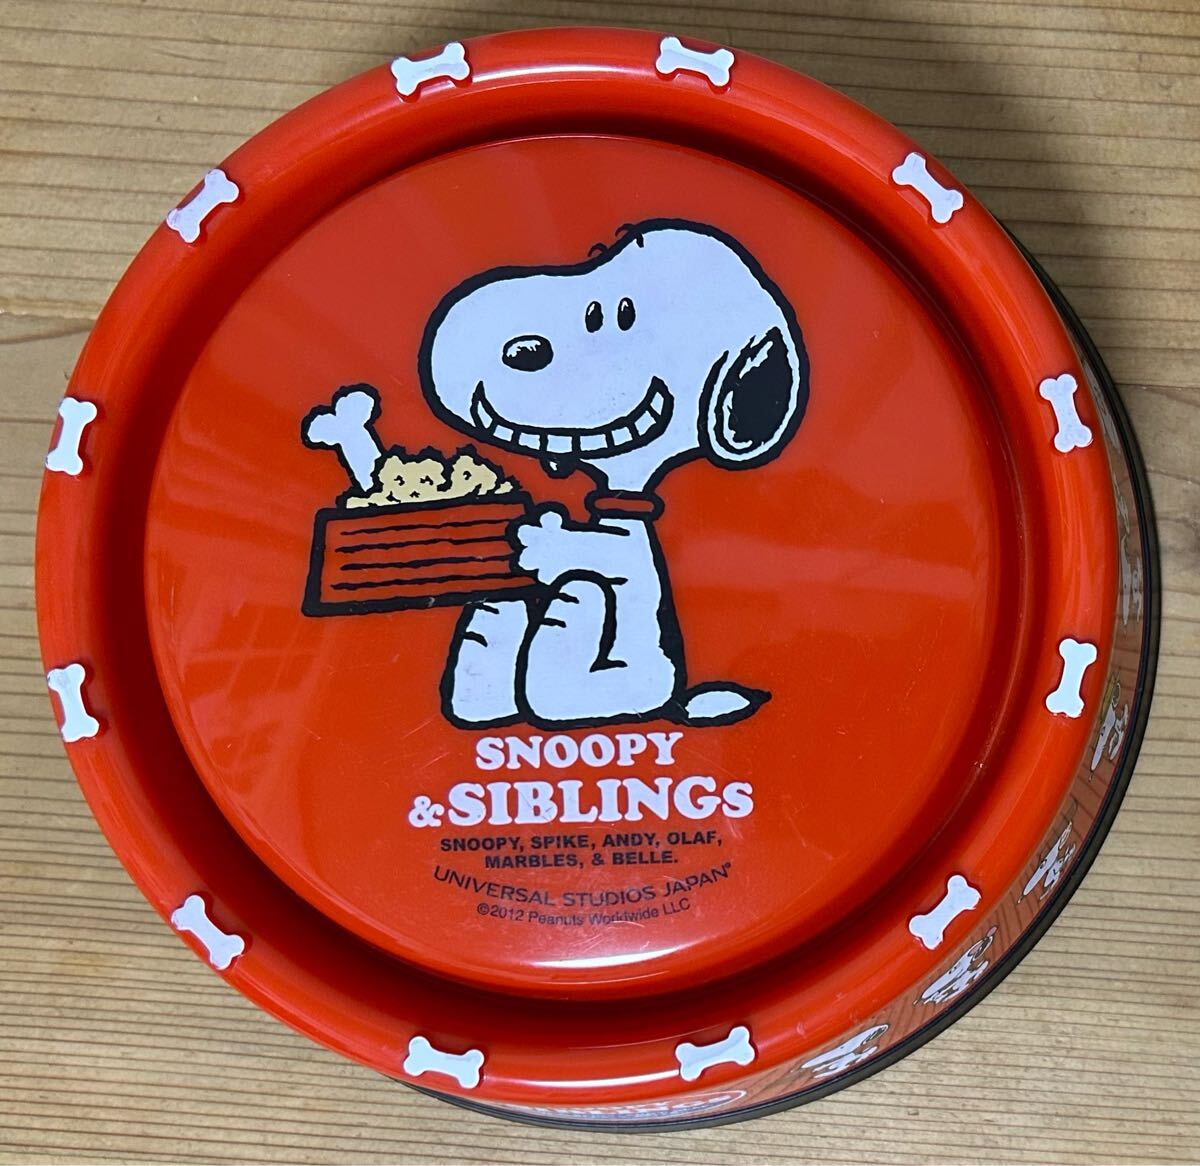 SNOOPY
&SIBLINGS
SNOOPY, SPIKE, ANDY, OLAF,
MARBLES, & BELLE.
UNIVERSAL STUDIOS JAPAN®
©2012 Peanuts Worldwide LLC